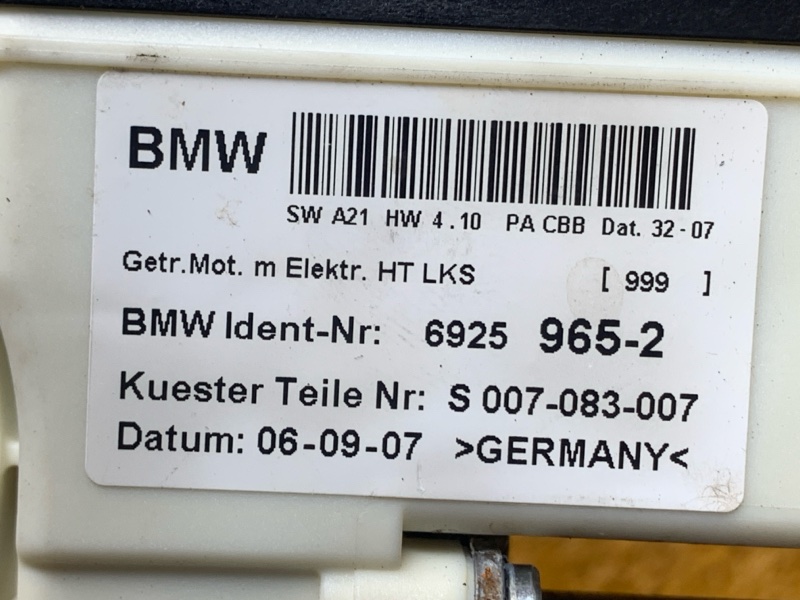 BMW
SW A21 HW 4.10 PA CBB Dat. 32-07
Getr.Mot. m Elektr. HT LKS [ 999 ]
BMW Ident-Nr: 6925 965-2
Kuester Teile Nr: S 007-083-007
Datum: 06-09-07 >GERMANY<